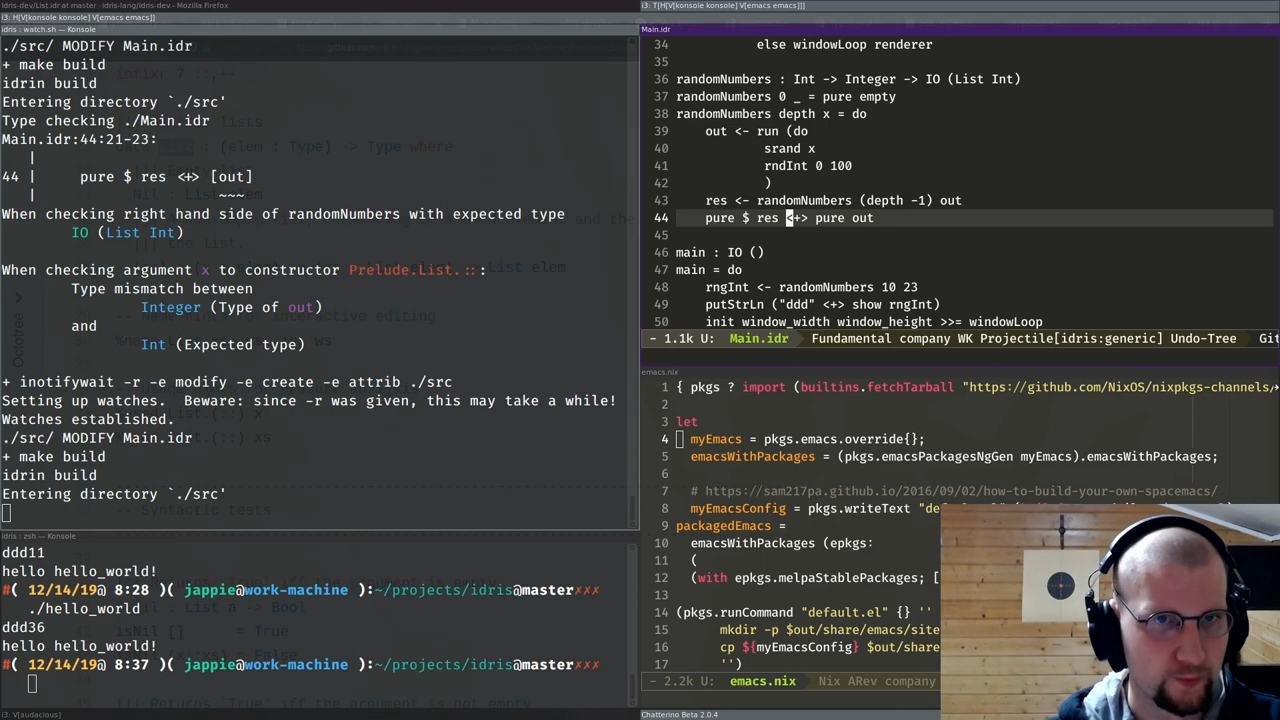 Idris-dev/List.idr at master · idris-lang/idris-dev - Mozilla Firefox
i3: H[V[konsole konsole] V[emacs emacs]]
idris : watch.sh — Konsole
./src/ MODIFY Main.idr
+ make build
idrin build
Entering directory `./src'
Type checking ./Main.idr
Main.idr:44:21-23:
   |
44 |     pure $ res <+> [out]
   |                     ~~~
When checking right hand side of randomNumbers with expected type
        IO (List Int)
When checking argument x to constructor Prelude.List.:::
        Type mismatch between
                Integer (Type of out)
        and
                Int (Expected type)
+ inotifywait -r -e modify -e create -e attrib ./src
Setting up watches.  Beware: since -r was given, this may take a while!
Watches established.
./src/ MODIFY Main.idr
+ make build
idrin build
Entering directory `./src'
idris : zsh — Konsole
ddd11
hello hello_world!
#( 12/14/19@ 8:28 )( jappie@work-machine ):~/projects/idris@master✗✗✗
   ./hello_world
ddd36
hello hello_world!
#( 12/14/19@ 8:37 )( jappie@work-machine ):~/projects/idris@master✗✗✗
i3: V[audacious]
i3: T[H[V[konsole konsole] V[emacs emacs]]]
Main.idr
34           else windowLoop renderer
35
36 randomNumbers : Int -> Integer -> IO (List Int)
37 randomNumbers 0 _ = pure empty
38 randomNumbers depth x = do
39    out <- run (do
40            srand x
41            rndInt 0 100
42            )
43    res <- randomNumbers (depth -1) out
44    pure $ res <+> pure out
45
46 main : IO ()
47 main = do
48    rngInt <- randomNumbers 10 23
49    putStrLn ("ddd" <+> show rngInt)
50    init window_width window_height >>= windowLoop
- 1.1k U: Main.idr Fundamental company WK Projectile[idris:generic] Undo-Tree Git
emacs.nix
1 { pkgs ? import (builtins.fetchTarball "https://github.com/NixOS/nixpkgs-channels/
2
3 let
4   myEmacs = pkgs.emacs.override{};
5   emacsWithPackages = (pkgs.emacsPackagesNgGen myEmacs).emacsWithPackages;
6
7   # https://sam217pa.github.io/2016/09/02/how-to-build-your-own-spacemacs/
8   myEmacsConfig = pkgs.writeText "de
9 packagedEmacs =
10   emacsWithPackages (epkgs:
11   (
12   (with epkgs.melpaStablePackages; [
13
14 (pkgs.runCommand "default.el" {} ''
15       mkdir -p $out/share/emacs/site
16       cp ${myEmacsConfig} $out/share
17       '')
- 2.2k U: emacs.nix Nix ARev company
Chatterino Beta 2.0.4